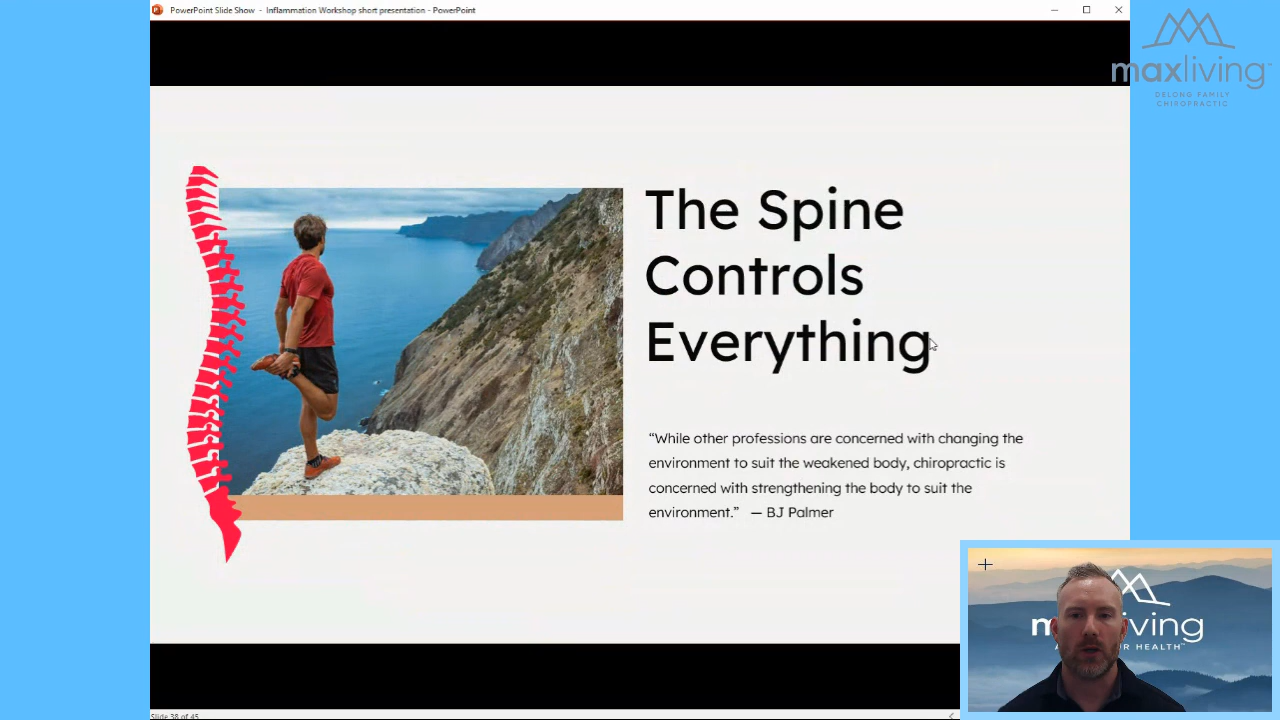 PowerPoint Slide Show - Inflammation Workshop short presentation - PowerPoint
maxliving
DELONG FAMILY
CHIROPRACTIC
The Spine
Controls
Everything
“While other professions are concerned with changing the
environment to suit the weakened body, chiropractic is
concerned with strengthening the body to suit the
environment.” — BJ Palmer
Slide 38 of 45